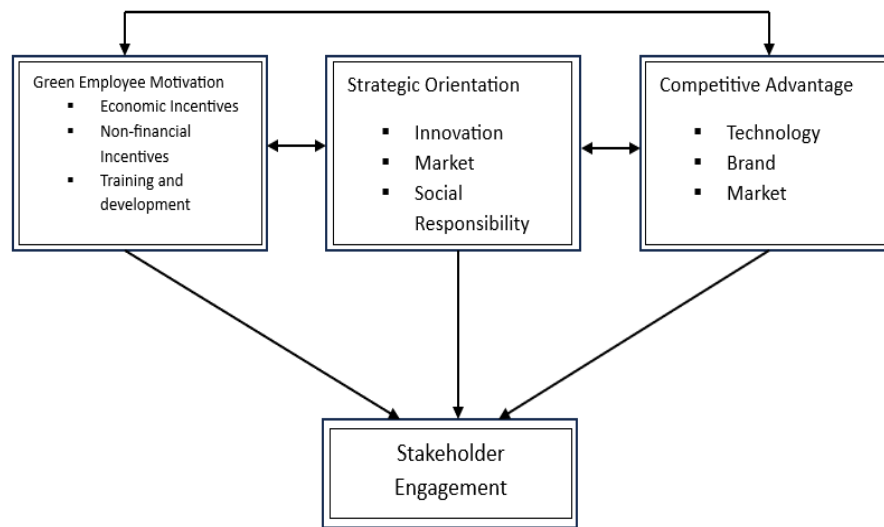 Green Employee Motivation
▪ Economic Incentives
▪ Non-financial
Incentives
▪ Training and
development
Strategic Orientation
▪ Innovation
▪ Market
▪ Social
Responsibility
Competitive Advantage
▪ Technology
▪ Brand
▪ Market
Stakeholder
Engagement